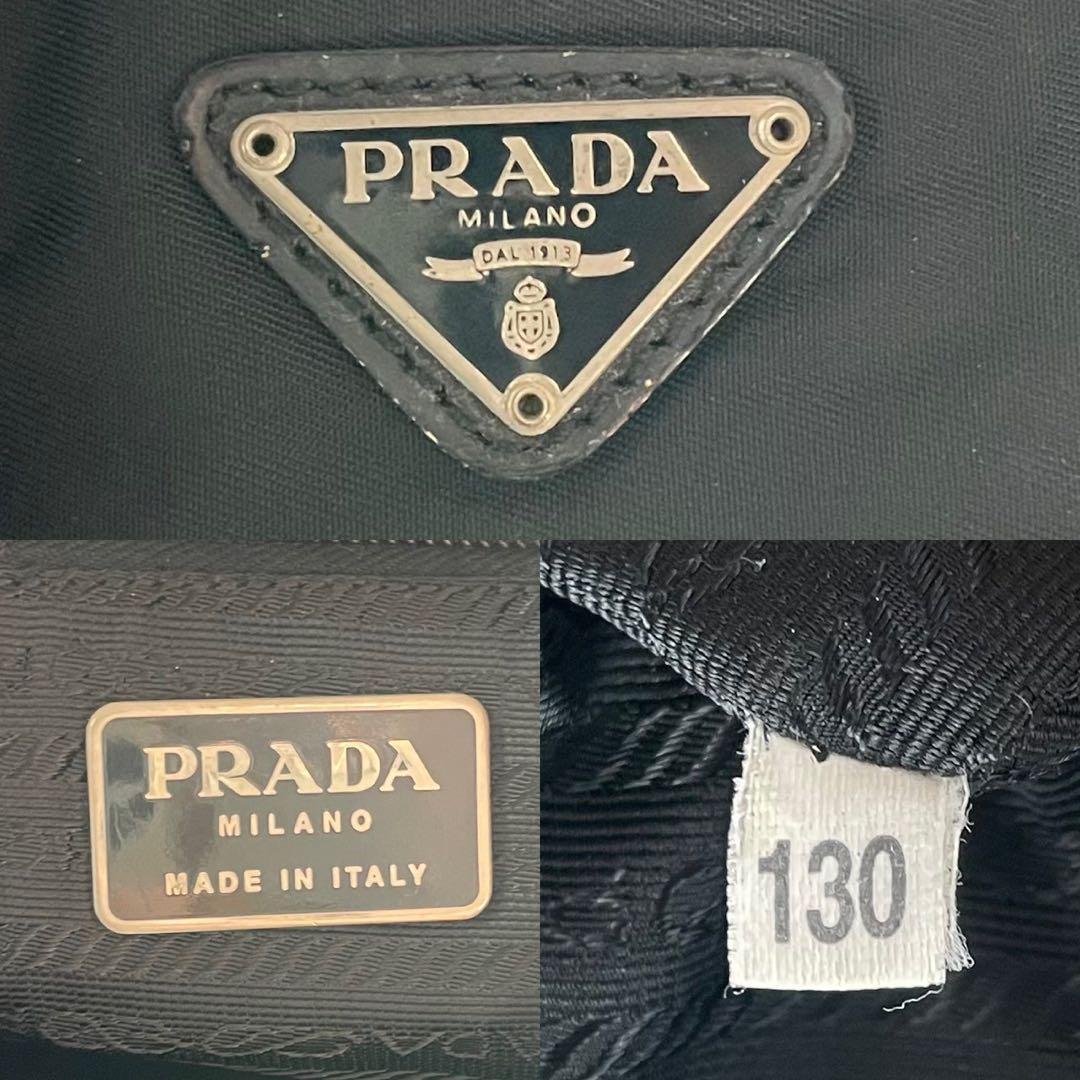 PRADA
MILANO
DAL 1913
PRADA
MILANO
MADE IN ITALY
130